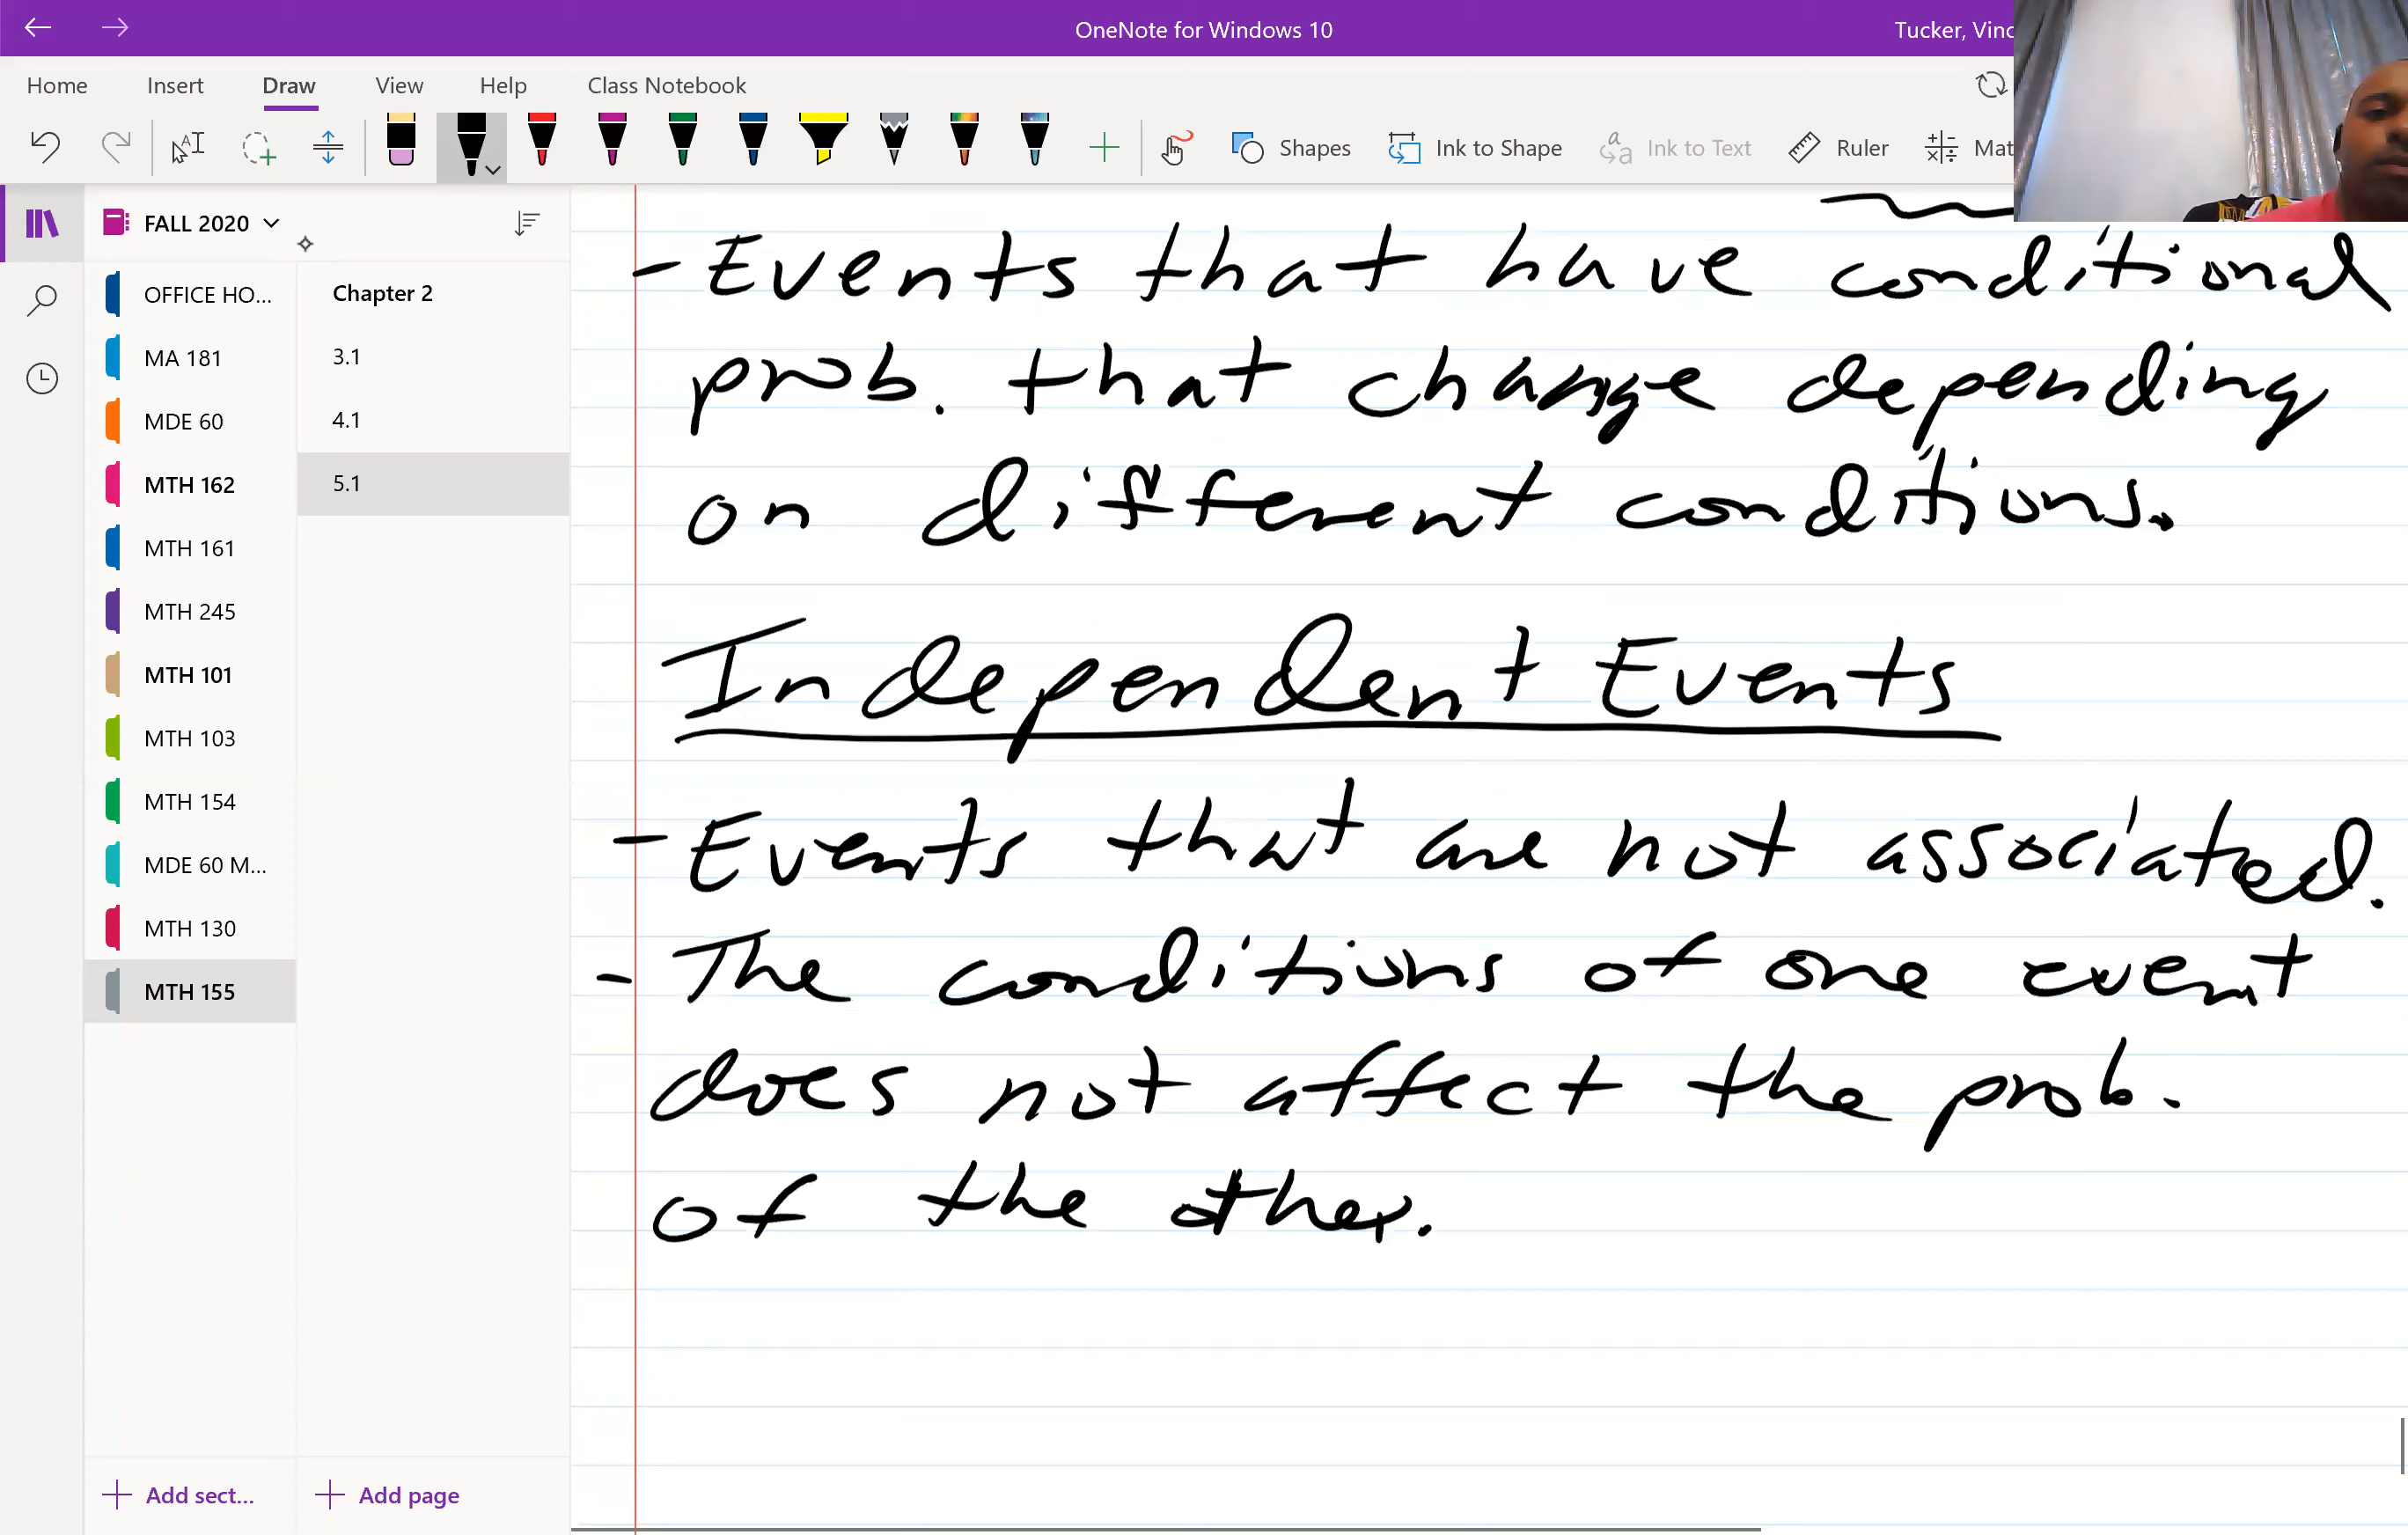 OneNote for Windows 10
Tucker, Vinc
Home Insert Draw View Help Class Notebook
Shapes Ink to Shape Ink to Text Ruler Mat
FALL 2020
OFFICE HO...
MA 181
MDE 60
MTH 162
MTH 161
MTH 245
MTH 101
MTH 103
MTH 154
MDE 60 M...
MTH 130
MTH 155
Add sect...
Chapter 2
3.1
4.1
5.1
Add page
- Events that have conditional
prob. that change depending
on different conditions.
Independent Events
- Events that are not associated.
- The conditions of one event
does not affect the prob.
of the other.